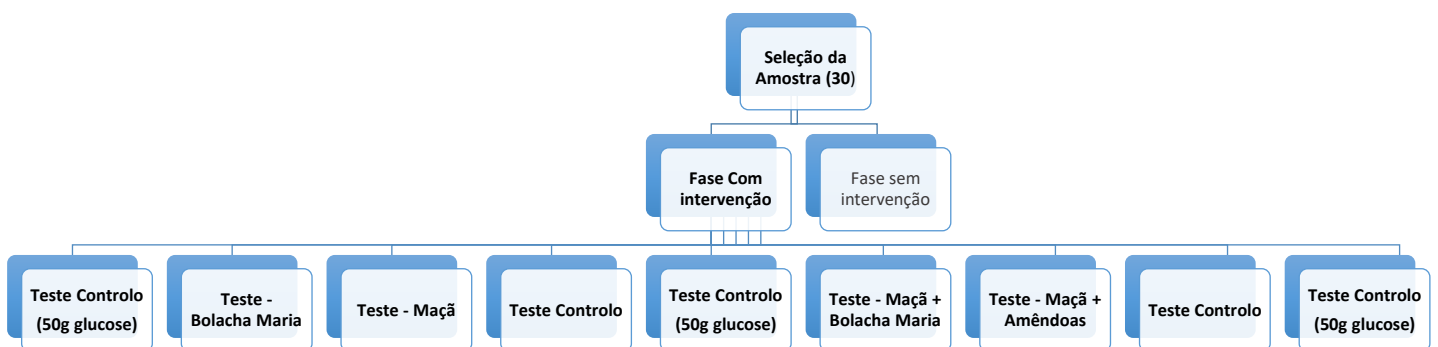 Seleção da
Amostra (30)
Fase Com
intervenção
Fase sem
intervenção
Teste Controlo
(50g glucose)
Teste -
Bolacha Maria
Teste - Maçã
Teste Controlo
Teste Controlo
(50g glucose)
Teste - Maçã +
Bolacha Maria
Teste - Maçã +
Amêndoas
Teste Controlo
Teste Controlo
(50g glucose)